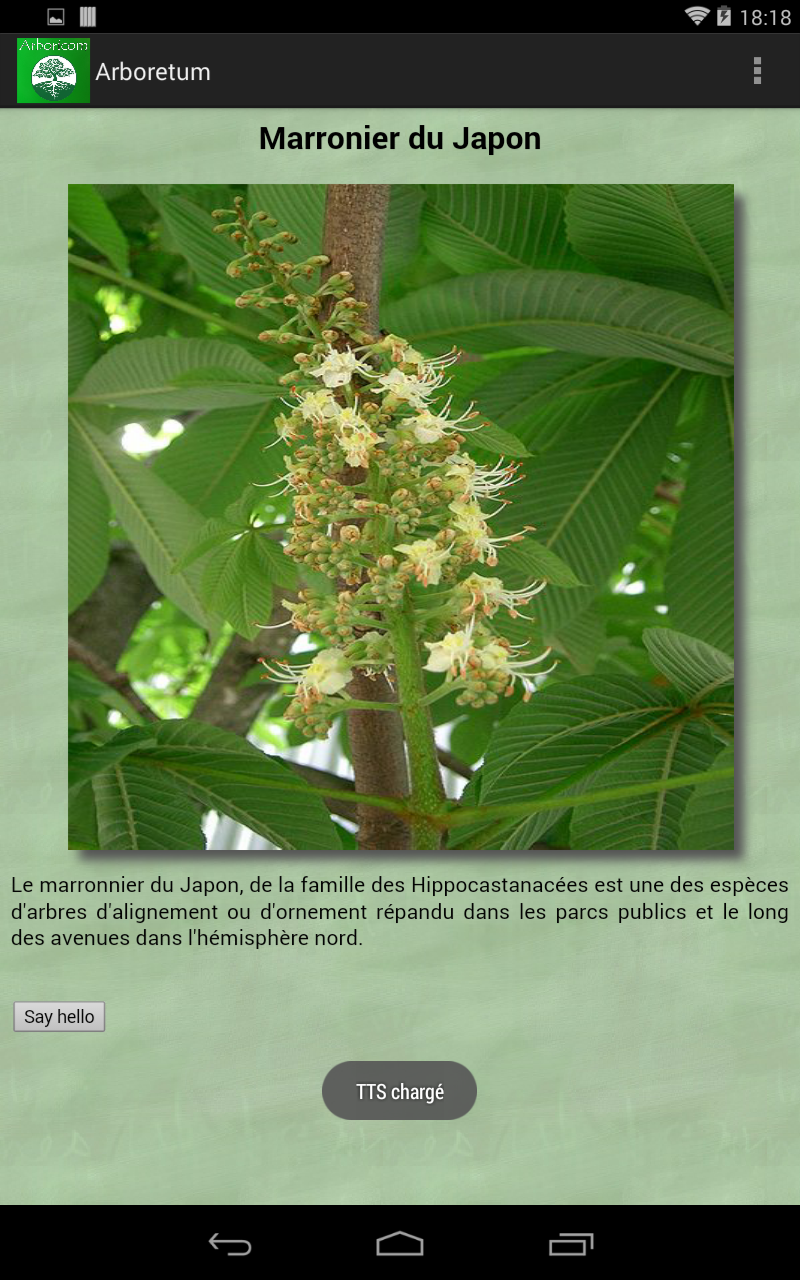 18:18
Arboricom
Arboretum
Marronier du Japon
Le marronnier du Japon, de la famille des Hippocastanacées est une des espèces
d'arbres d'alignement ou d'ornement répandu dans les parcs publics et le long
des avenues dans l'hémisphère nord.
Say hello
TTS chargé